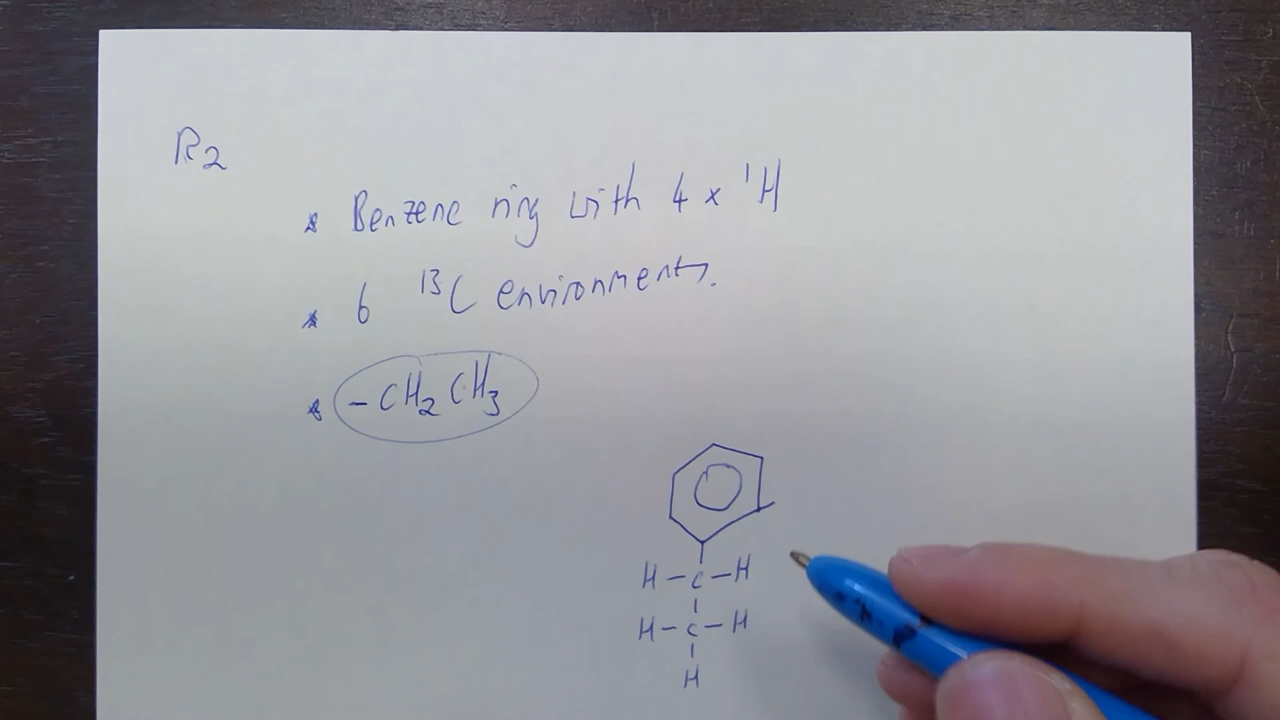 R2
* Benzene ring with 4 x ¹H
* 6 ¹³C environments.
* -CH₂CH₃
H-C-H
H-C-H
H